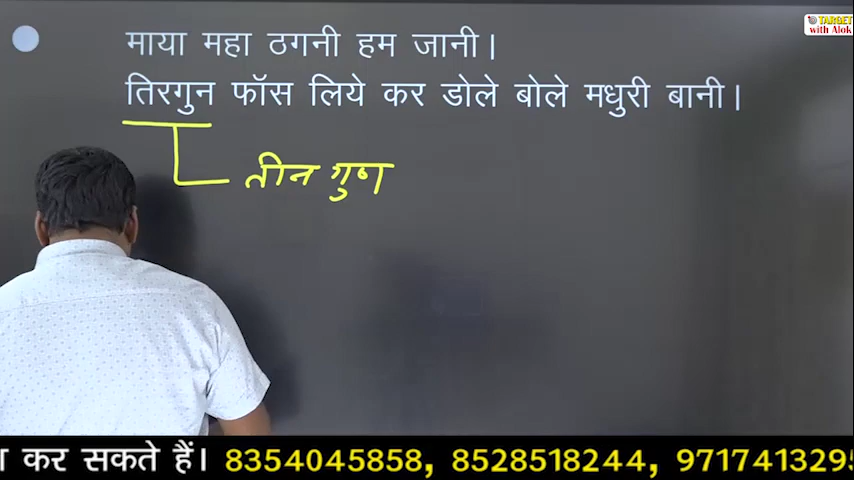 TARGET
with Alok
माया महा ठगनी हम जानी।
तिरगुन फॉस लिये कर डोले बोले मधुरी बानी।
तीन गुण
कर सकते हैं। 8354045858, 8528518244, 9717413295